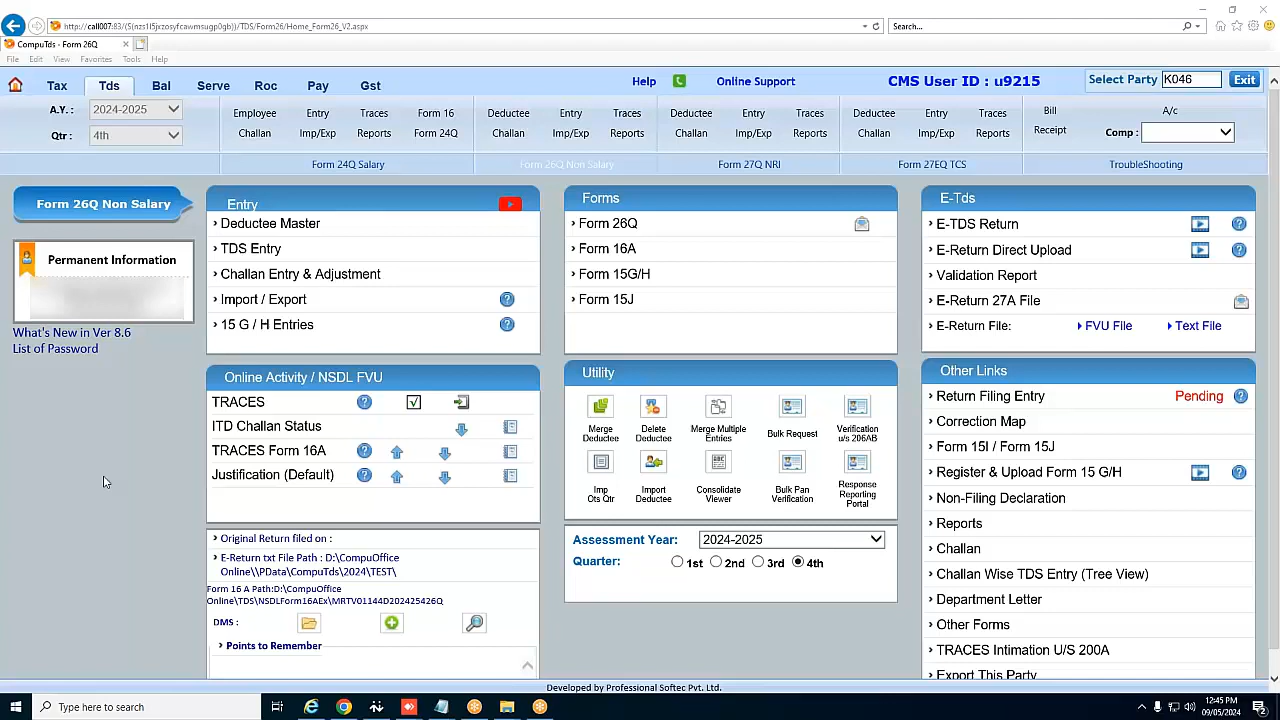 http://call007:83/(S(nzs1l5jxzosyfcawmsugp0gb))/TDS/Form26/Home_Form26_V2.aspx
Search...
CompuTds - Form 26Q
File Edit View Favorites Tools Help
Tax Tds Bal Serve Roc Pay Gst
Help Online Support CMS User ID : u9215 Select Party K046 Exit
A.Y.: 2024-2025
Qtr : 4th
Employee Entry Traces Form 16
Challan Imp/Exp Reports Form 24Q
Form 24Q Salary
Deductee Entry Traces
Challan Imp/Exp Reports
Form 26Q Non Salary
Deductee Entry Traces
Challan Imp/Exp Reports
Form 27Q NRI
Deductee Entry Traces
Challan Imp/Exp Reports
Form 27EQ TCS
Bill A/c
Receipt Comp :
TroubleShooting
Form 26Q Non Salary
Permanent Information
What's New in Ver 8.6
List of Password
Entry
Deductee Master
TDS Entry
Challan Entry & Adjustment
Import / Export
15 G / H Entries
Online Activity / NSDL FVU
TRACES
ITD Challan Status
TRACES Form 16A
Justification (Default)
Original Return filed on :
E-Return txt File Path : D:\CompuOffice
Online\\PData\CompuTds\2024\TEST\
Form 16 A Path:D:\CompuOffice
Online\TDS\NSDLForm16AEx\MRTV01144D202425426Q
DMS :
Points to Remember
Forms
Form 26Q
Form 16A
Form 15G/H
Form 15J
Utility
Merge Deductee
Delete Deductee
Merge Multiple Entries
Bulk Request
Verification u/s 206AB
Imp Ots Qtr
Import Deductee
Consolidate Viewer
Bulk Pan Verification
Response Reporting Portal
Assessment Year: 2024-2025
Quarter: 1st 2nd 3rd 4th
E-Tds
E-TDS Return
E-Return Direct Upload
Validation Report
E-Return 27A File
E-Return File: FVU File Text File
Other Links
Return Filing Entry Pending
Correction Map
Form 15I / Form 15J
Register & Upload Form 15 G/H
Non-Filing Declaration
Reports
Challan
Challan Wise TDS Entry (Tree View)
Department Letter
Other Forms
TRACES Intimation U/S 200A
Export This Party
Developed by Professional Softec Pvt. Ltd.
Type here to search
12:45 PM
09/05/2024
2